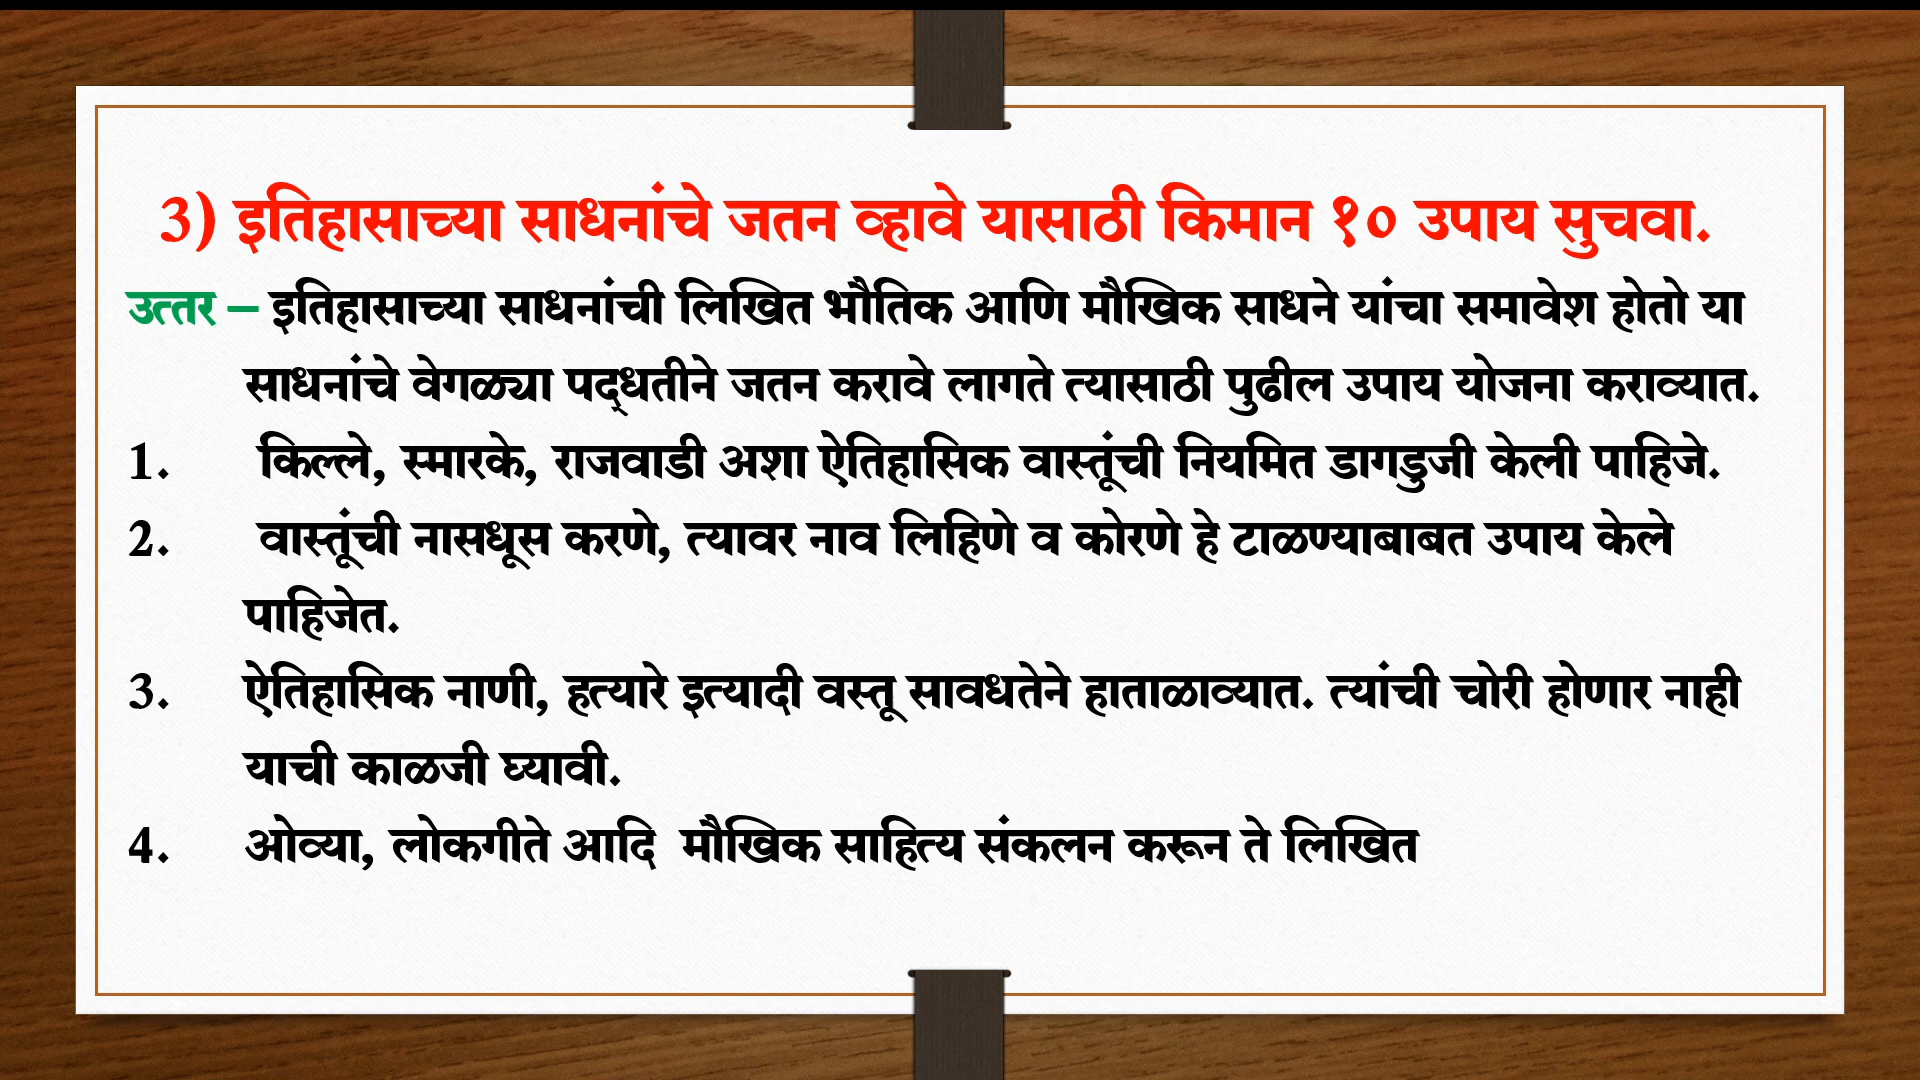 3) इतिहासाच्या साधनांचे जतन व्हावे यासाठी किमान १० उपाय सुचवा.
उत्तर – इतिहासाच्या साधनांची लिखित भौतिक आणि मौखिक साधने यांचा समावेश होतो या
साधनांचे वेगळ्या पद्धतीने जतन करावे लागते त्यासाठी पुढील उपाय योजना कराव्यात.
1. किल्ले, स्मारके, राजवाडी अशा ऐतिहासिक वास्तूंची नियमित डागडुजी केली पाहिजे.
2. वास्तूंची नासधूस करणे, त्यावर नाव लिहिणे व कोरणे हे टाळण्याबाबत उपाय केले
पाहिजेत.
3. ऐतिहासिक नाणी, हत्यारे इत्यादी वस्तू सावधतेने हाताळाव्यात. त्यांची चोरी होणार नाही
याची काळजी घ्यावी.
4. ओव्या, लोकगीते आदि मौखिक साहित्य संकलन करून ते लिखित